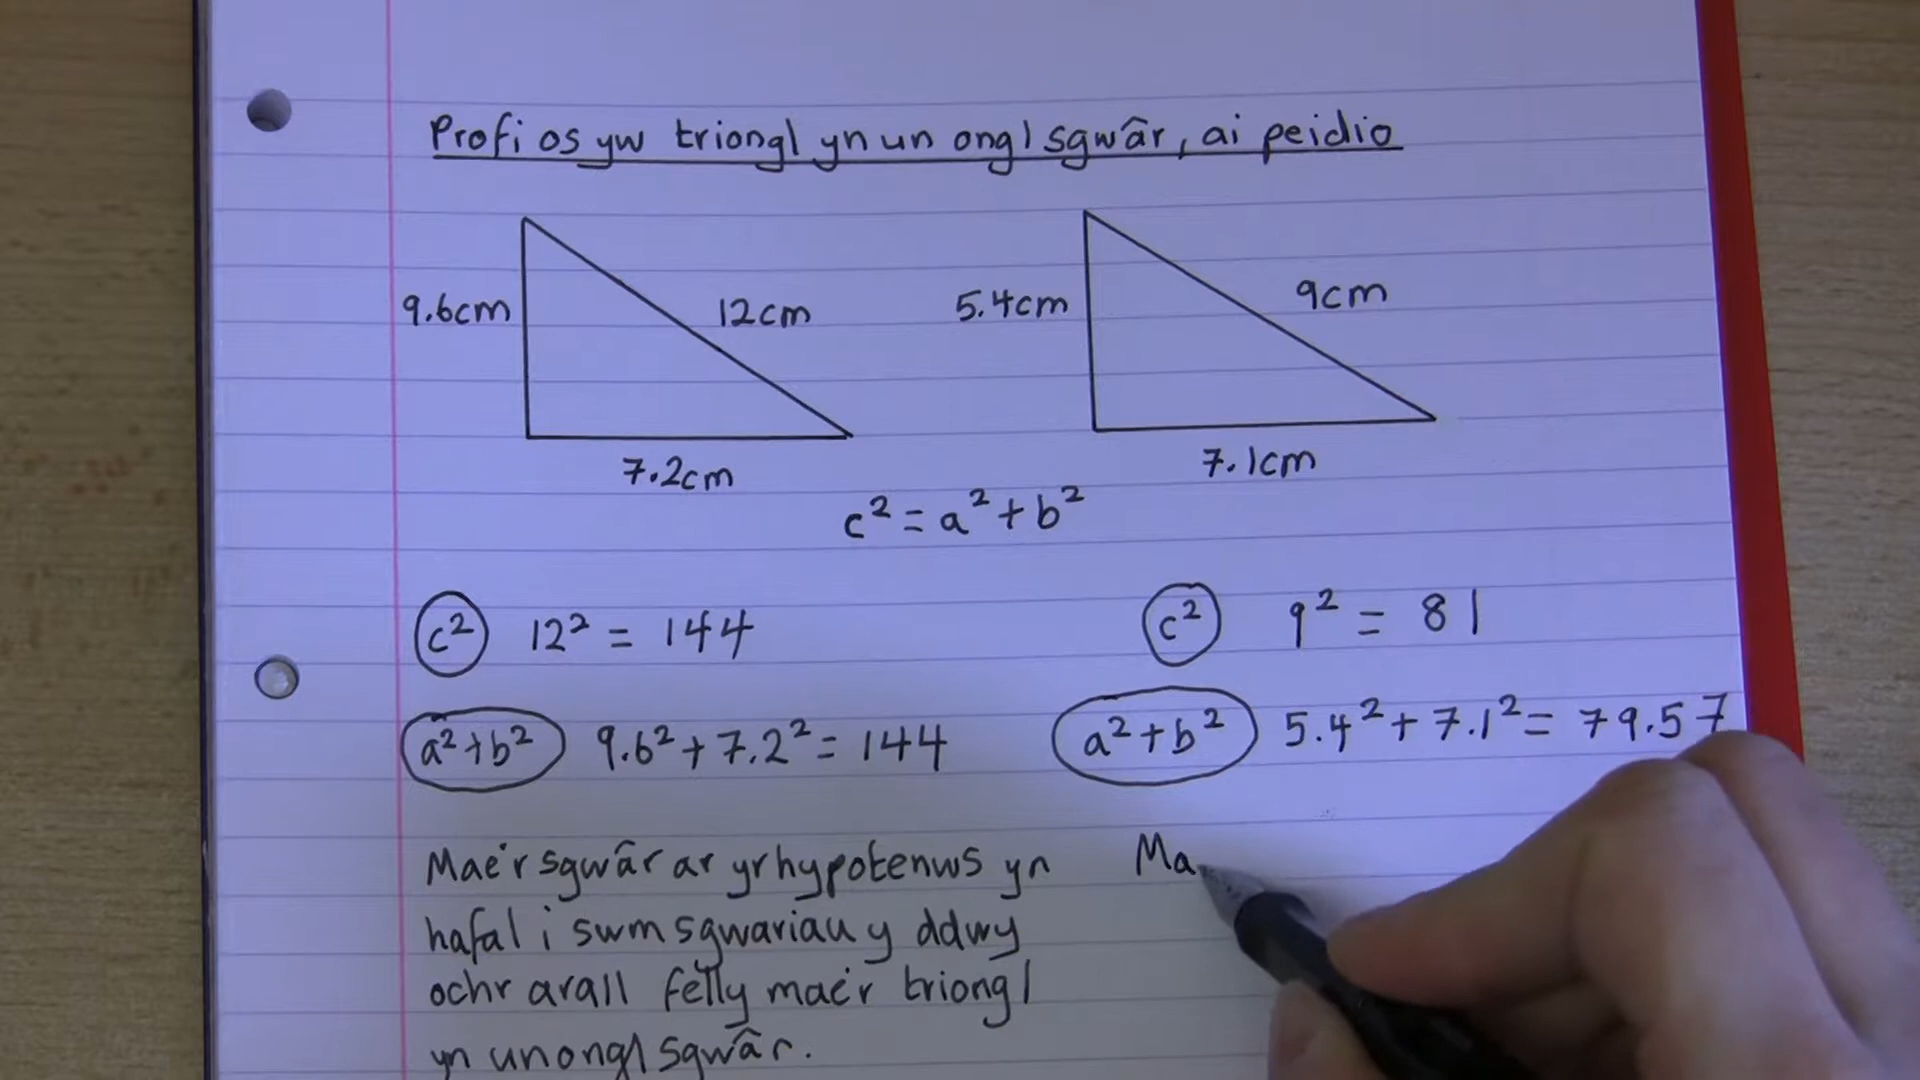 Profi os yw triongl yn un ongl sgwâr, ai peidio
9.6cm
12cm
7.2cm
5.4cm
9cm
7.1cm
c² = a² + b²
c² 12² = 144
a²+b² 9.6² + 7.2² = 144
Mae'r sgwâr ar yr hypotenws yn
hafal i swm sgwariau y ddwy
ochr arall felly mae'r triongl
yn un ongl sgwâr.
c² 9² = 81
a²+b² 5.4² + 7.1² = 79.57
Ma